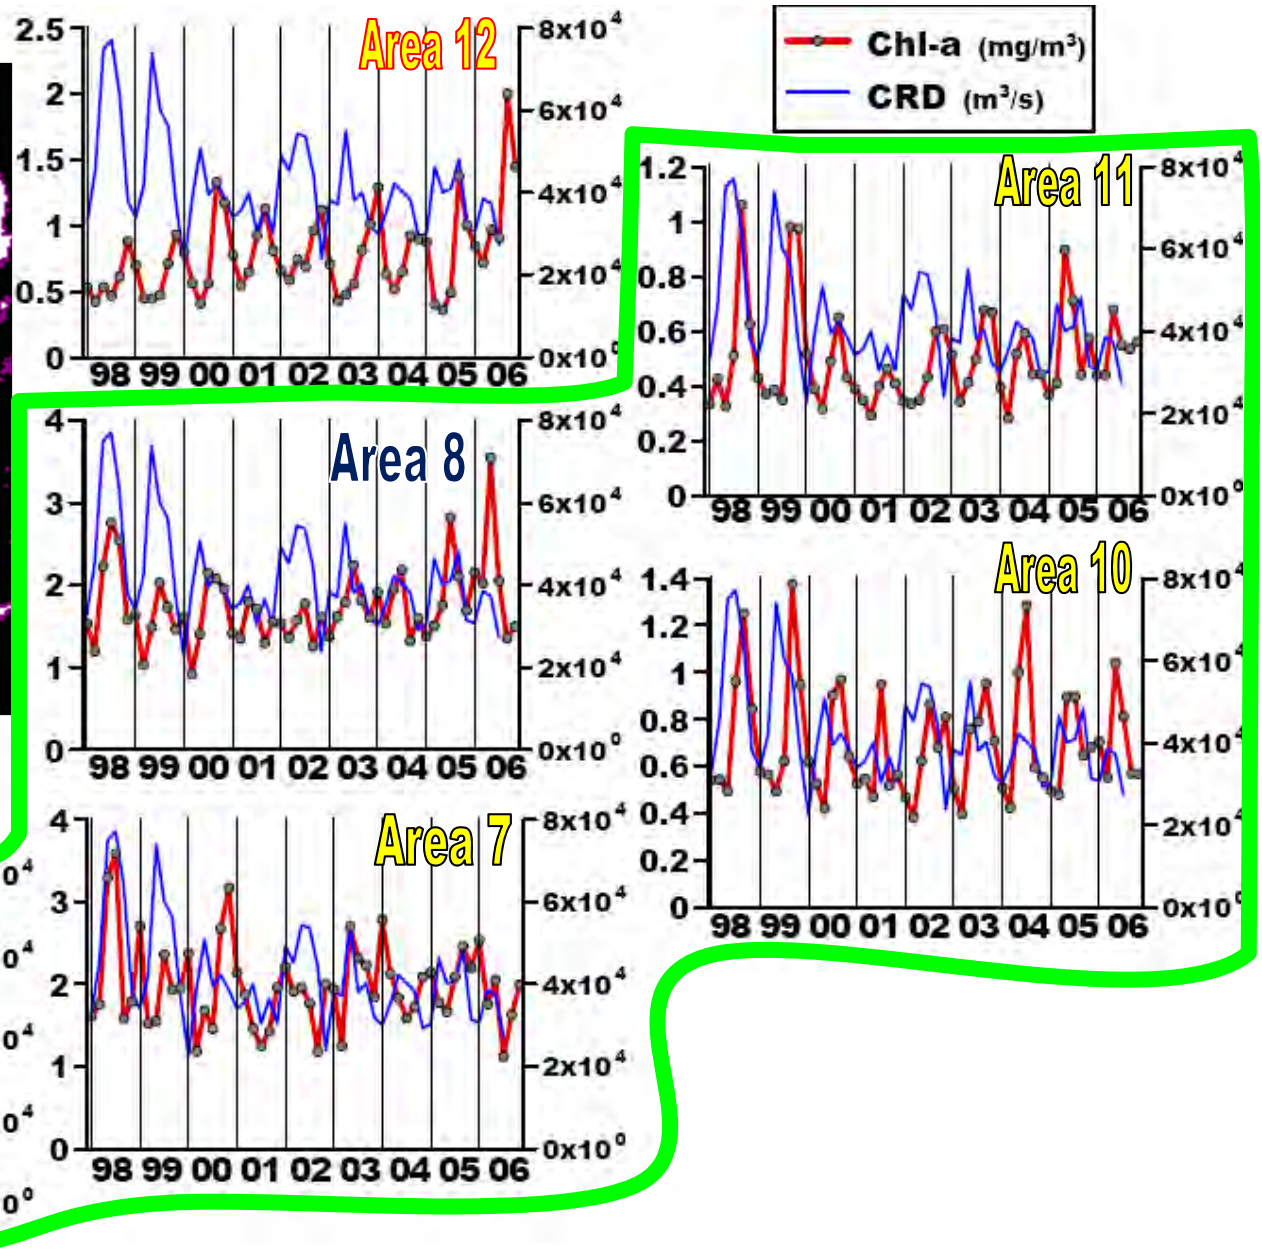 Chl-a (mg/m³)
CRD (m³/s)
Area 12
2.5
2
1.5
1
0.5
0
8x10⁴
6x10⁴
4x10⁴
2x10⁴
0x10⁰
98 99 00 01 02 03 04 05 06
Area 11
1.2
1
0.8
0.6
0.4
0.2
0
8x10⁴
6x10⁴
4x10⁴
2x10⁴
0x10⁰
98 99 00 01 02 03 04 05 06
Area 8
4
3
2
1
0
8x10⁴
6x10⁴
4x10⁴
2x10⁴
0x10⁰
98 99 00 01 02 03 04 05 06
Area 10
1.4
1.2
1
0.8
0.6
0.4
0.2
0
8x10⁴
6x10⁴
4x10⁴
2x10⁴
0x10⁰
98 99 00 01 02 03 04 05 06
Area 7
4
3
2
1
0
8x10⁴
6x10⁴
4x10⁴
2x10⁴
0x10⁰
98 99 00 01 02 03 04 05 06
0⁴
0⁴
0⁴
0⁴
0⁰